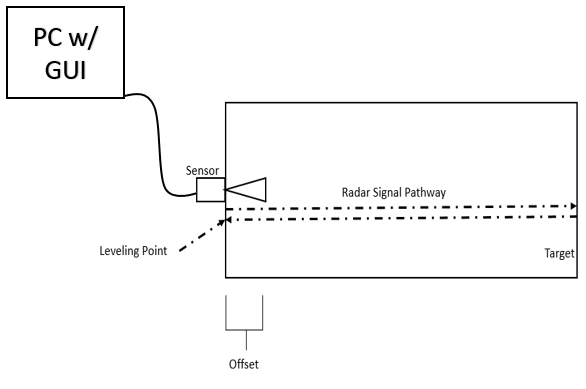 PC w/
GUI
Sensor
Radar Signal Pathway
Leveling Point
Target
Offset